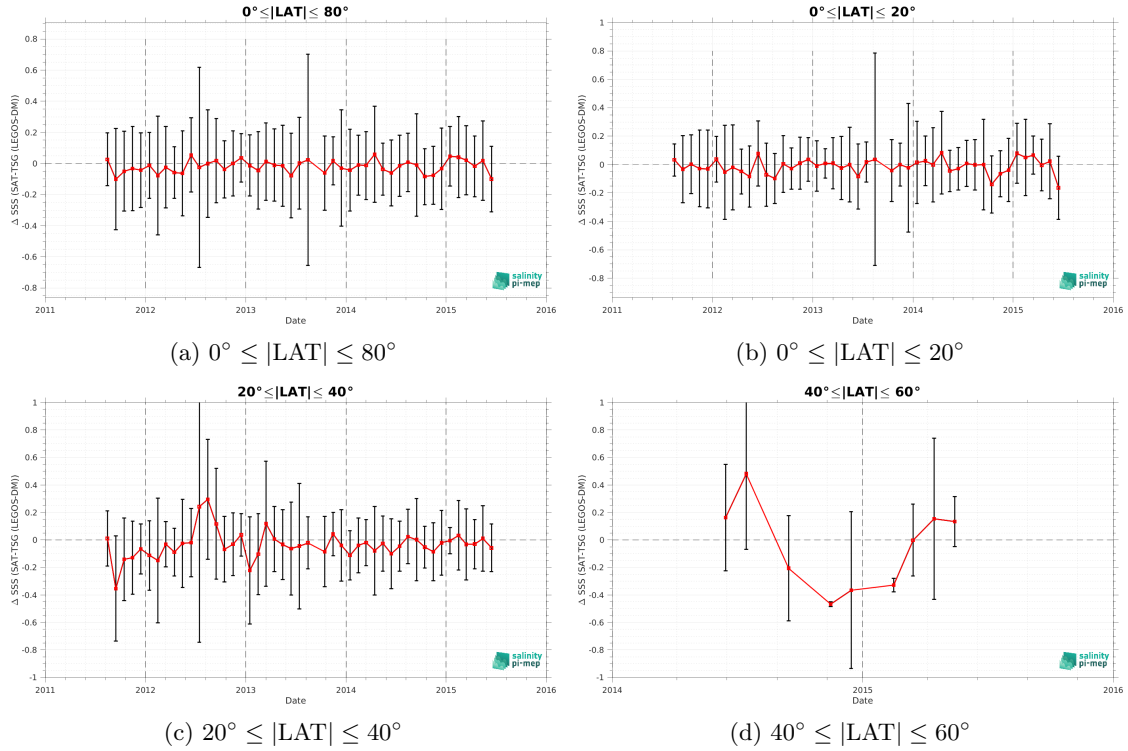 0°≤|LAT|≤ 80°
Δ SSS (SAT-TSG (LEGOS-DM))
1
0.8
0.6
0.4
0.2
0
-0.2
-0.4
-0.6
-0.8
2011
2012
2013
2014
2015
2016
Date
salinity
pi-mep
(a) 0° ≤ |LAT| ≤ 80°
0°≤|LAT|≤ 20°
Δ SSS (SAT-TSG (LEGOS-DM))
1
0.8
0.6
0.4
0.2
0
-0.2
-0.4
-0.6
-0.8
2011
2012
2013
2014
2015
2016
Date
salinity
pi-mep
(b) 0° ≤ |LAT| ≤ 20°
20°≤|LAT|≤ 40°
Δ SSS (SAT-TSG (LEGOS-DM))
1
0.8
0.6
0.4
0.2
0
-0.2
-0.4
-0.6
-0.8
-1
2011
2012
2013
2014
2015
2016
Date
salinity
pi-mep
(c) 20° ≤ |LAT| ≤ 40°
40°≤|LAT|≤ 60°
Δ SSS (SAT-TSG (LEGOS-DM))
1
0.8
0.6
0.4
0.2
0
-0.2
-0.4
-0.6
-0.8
-1
2014
2015
2016
Date
salinity
pi-mep
(d) 40° ≤ |LAT| ≤ 60°